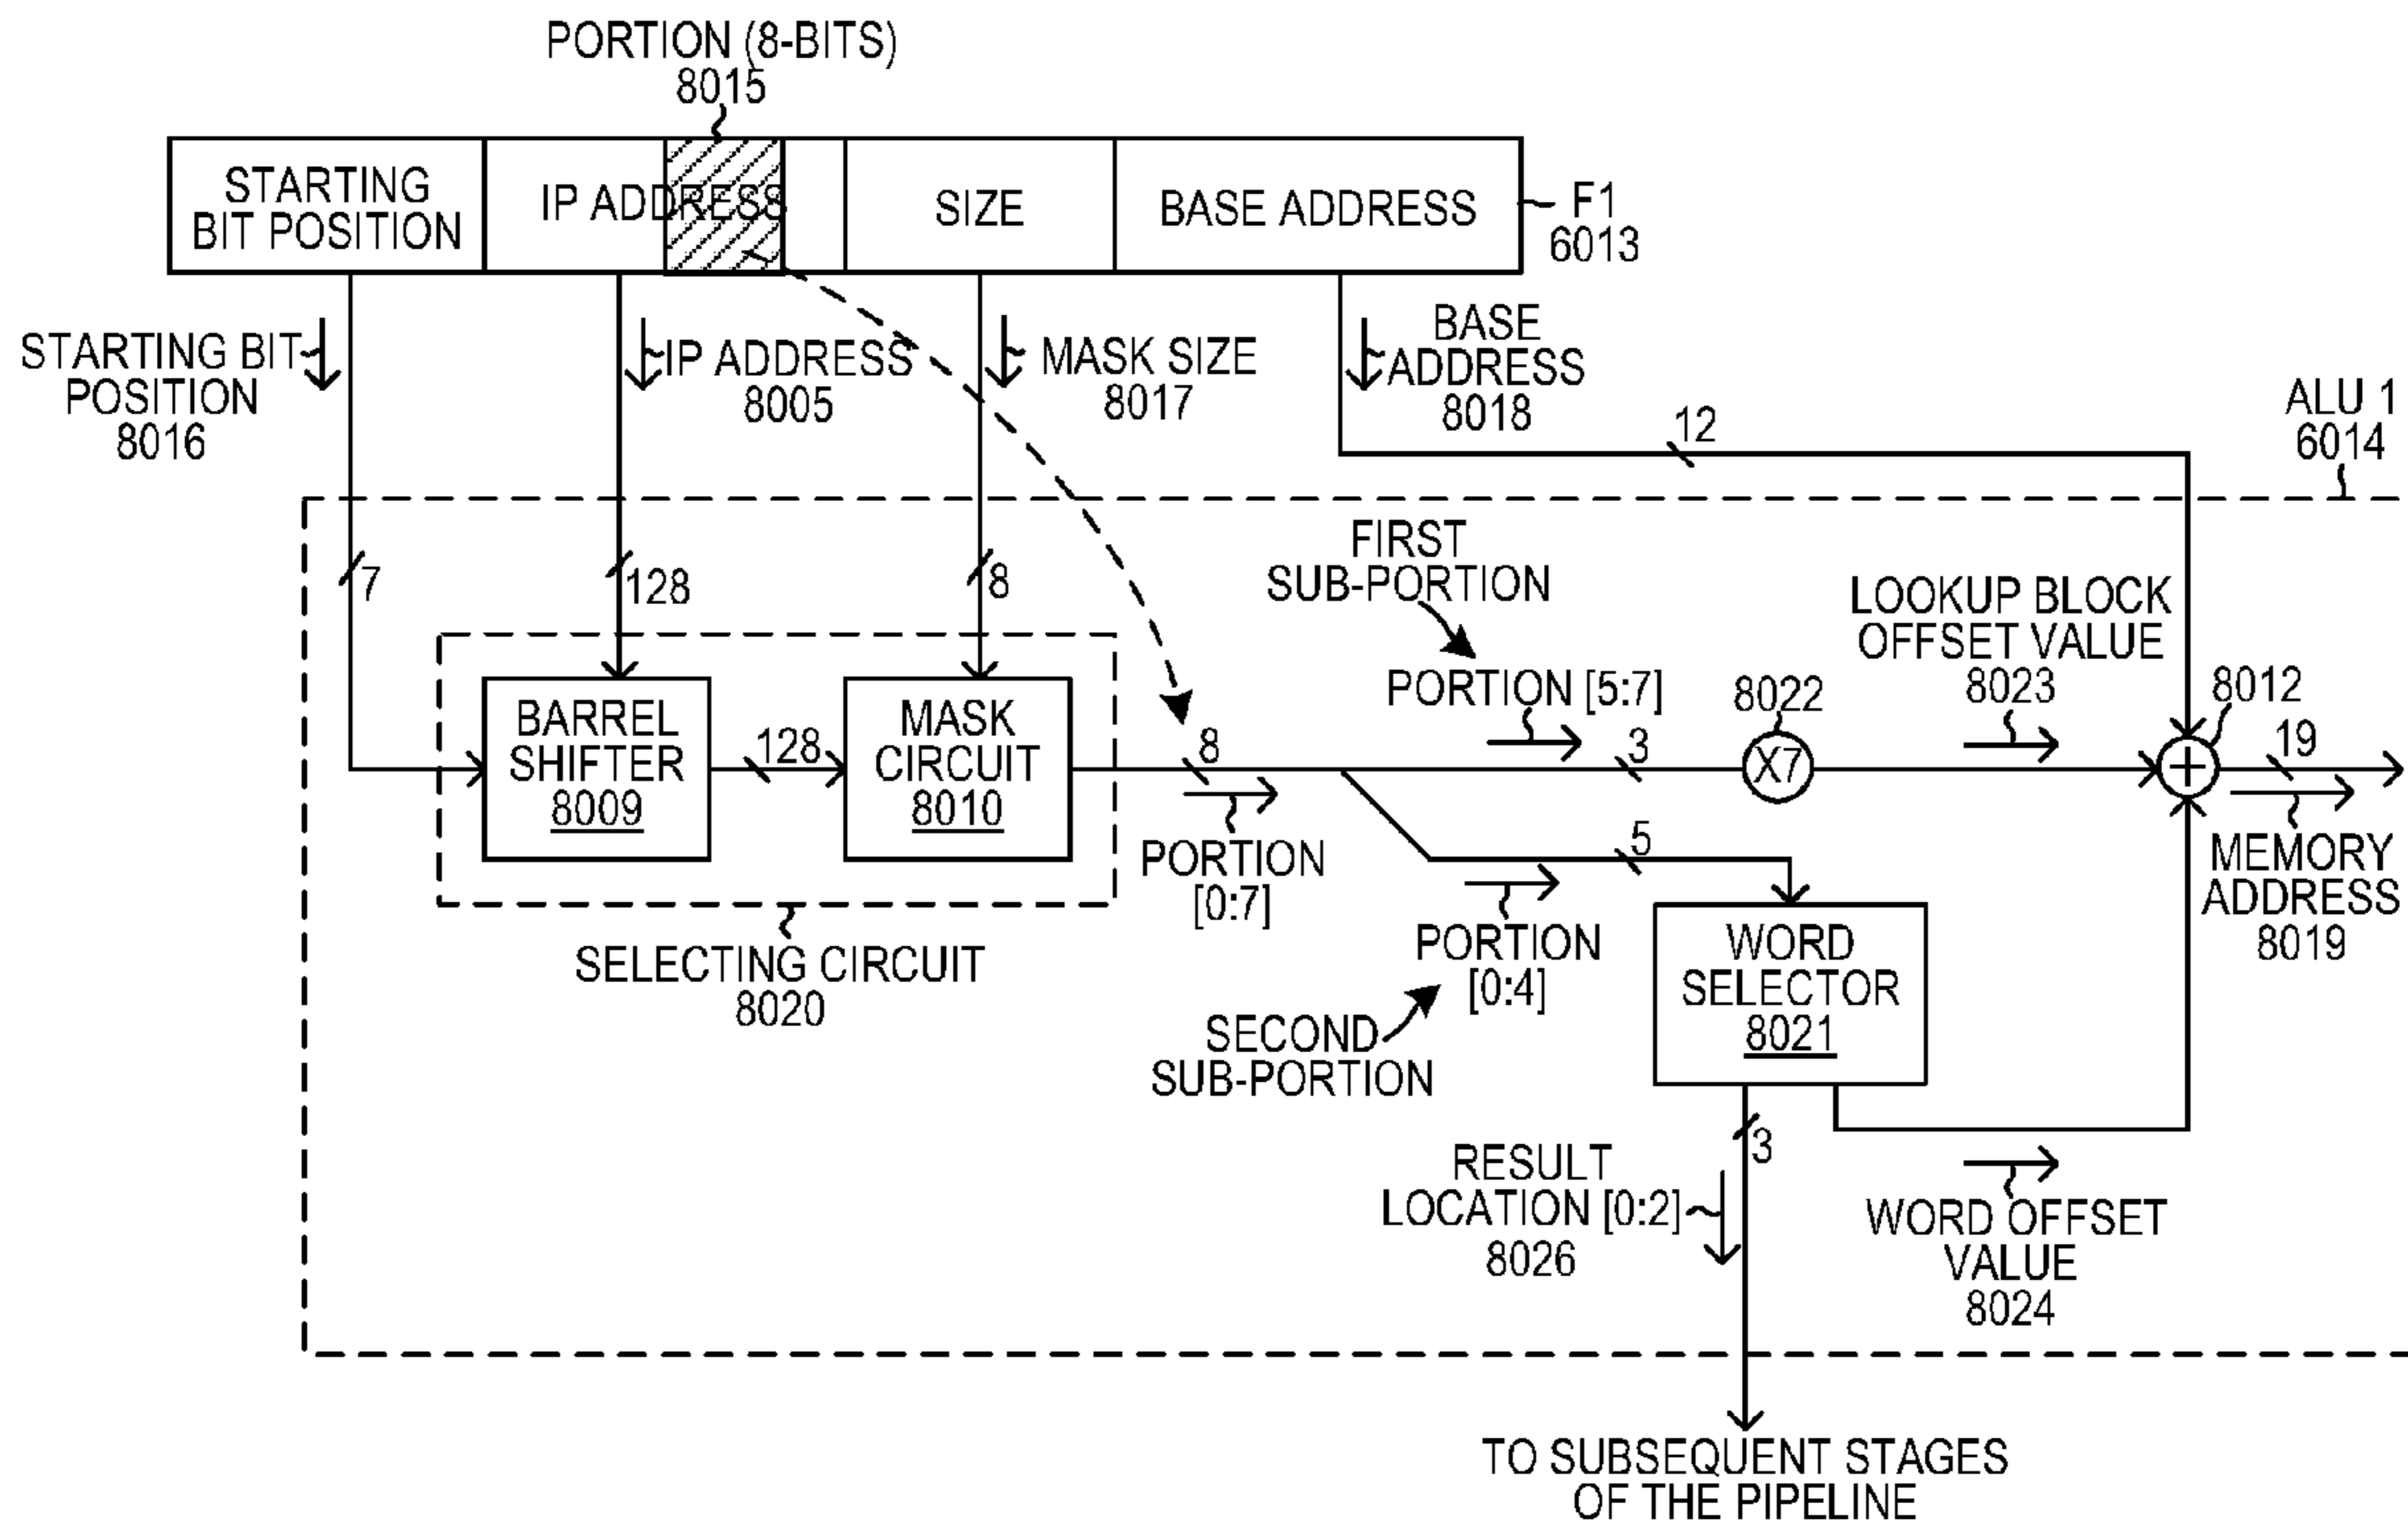 PORTION (8-BITS)
8015
STARTING
BIT POSITION
IP ADDRESS
SIZE
BASE ADDRESS
F1
6013
STARTING BIT
POSITION
8016
IP ADDRESS
8005
MASK SIZE
8017
BASE
ADDRESS
8018
12
ALU 1
6014
7
128
8
FIRST
SUB-PORTION
PORTION [5:7]
LOOKUP BLOCK
OFFSET VALUE
8023
8022
8012
BARREL
SHIFTER
8009
128
MASK
CIRCUIT
8010
8
3
X7
+
19
PORTION
[0:7]
5
MEMORY
ADDRESS
8019
SELECTING CIRCUIT
8020
PORTION
[0:4]
SECOND
SUB-PORTION
WORD
SELECTOR
8021
3
RESULT
LOCATION [0:2]
8026
WORD OFFSET
VALUE
8024
TO SUBSEQUENT STAGES
OF THE PIPELINE